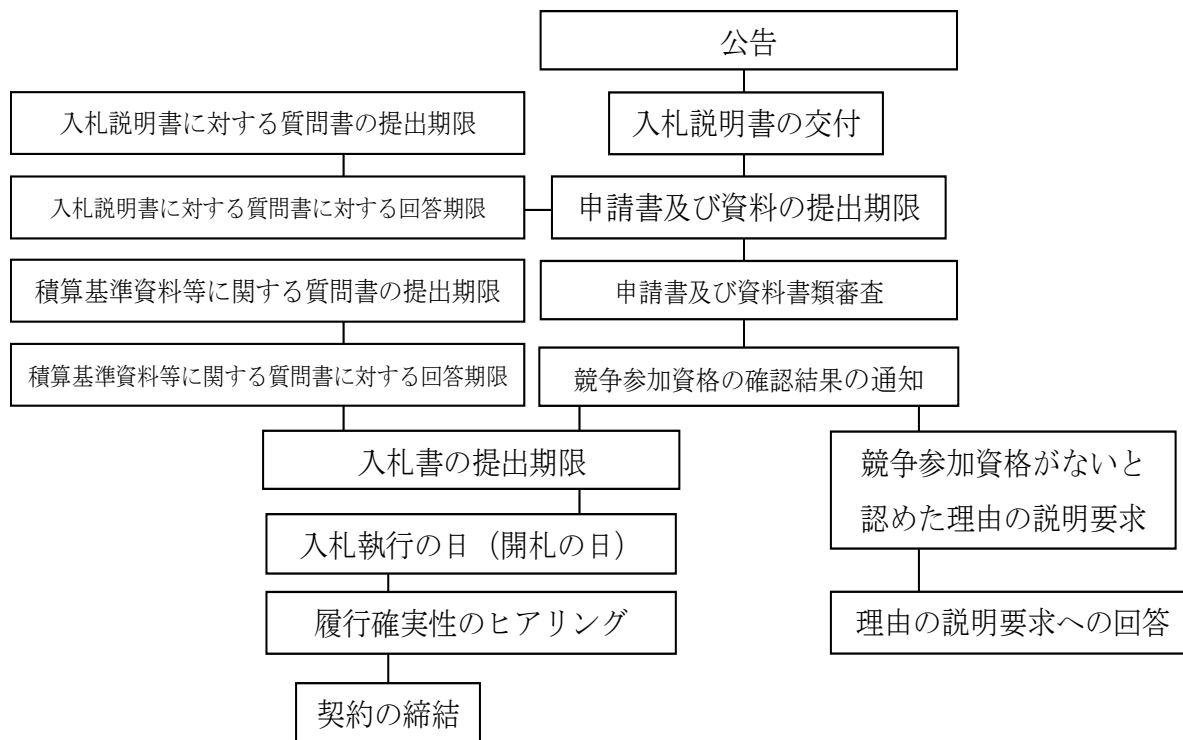 公告
入札説明書に対する質問書の提出期限
入札説明書の交付
入札説明書に対する質問書に対する回答期限
申請書及び資料の提出期限
積算基準資料等に関する質問書の提出期限
申請書及び資料書類審査
積算基準資料等に関する質問書に対する回答期限
競争参加資格の確認結果の通知
入札書の提出期限
競争参加資格がないと
認めた理由の説明要求
入札執行の日（開札の日）
履行確実性のヒアリング
理由の説明要求への回答
契約の締結